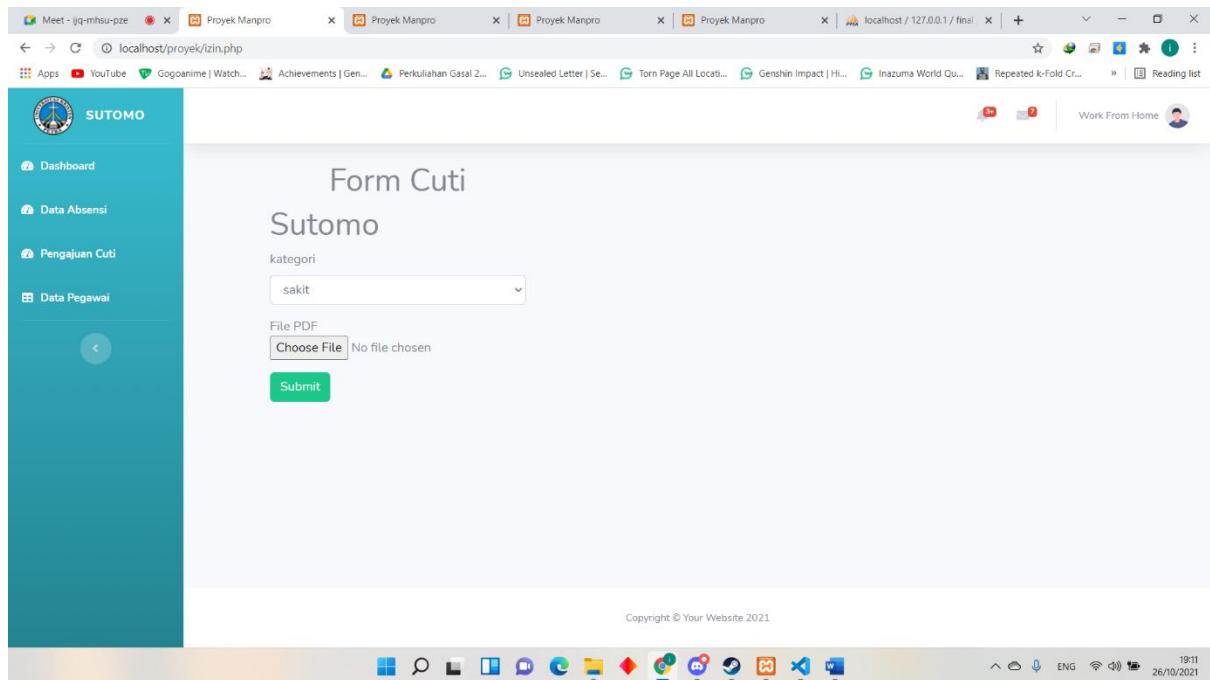 Meet - ijq-mhsu-pze
Proyek Manpro
Proyek Manpro
Proyek Manpro
Proyek Manpro
localhost / 127.0.0.1 / final
localhost/proyek/izin.php
Apps
YouTube
Gogoanime | Watch...
Achievements | Gen...
Perkuliahan Gasal 2...
Unsealed Letter | Se...
Torn Page All Locati...
Genshin Impact | Hi...
Inazuma World Qu...
Repeated k-Fold Cr...
Reading list
SUTOMO
3+
7
Work From Home
Dashboard
Data Absensi
Pengajuan Cuti
Data Pegawai
Form Cuti
Sutomo
kategori
sakit
File PDF
Choose File No file chosen
Submit
Copyright © Your Website 2021
ENG
19:11
26/10/2021